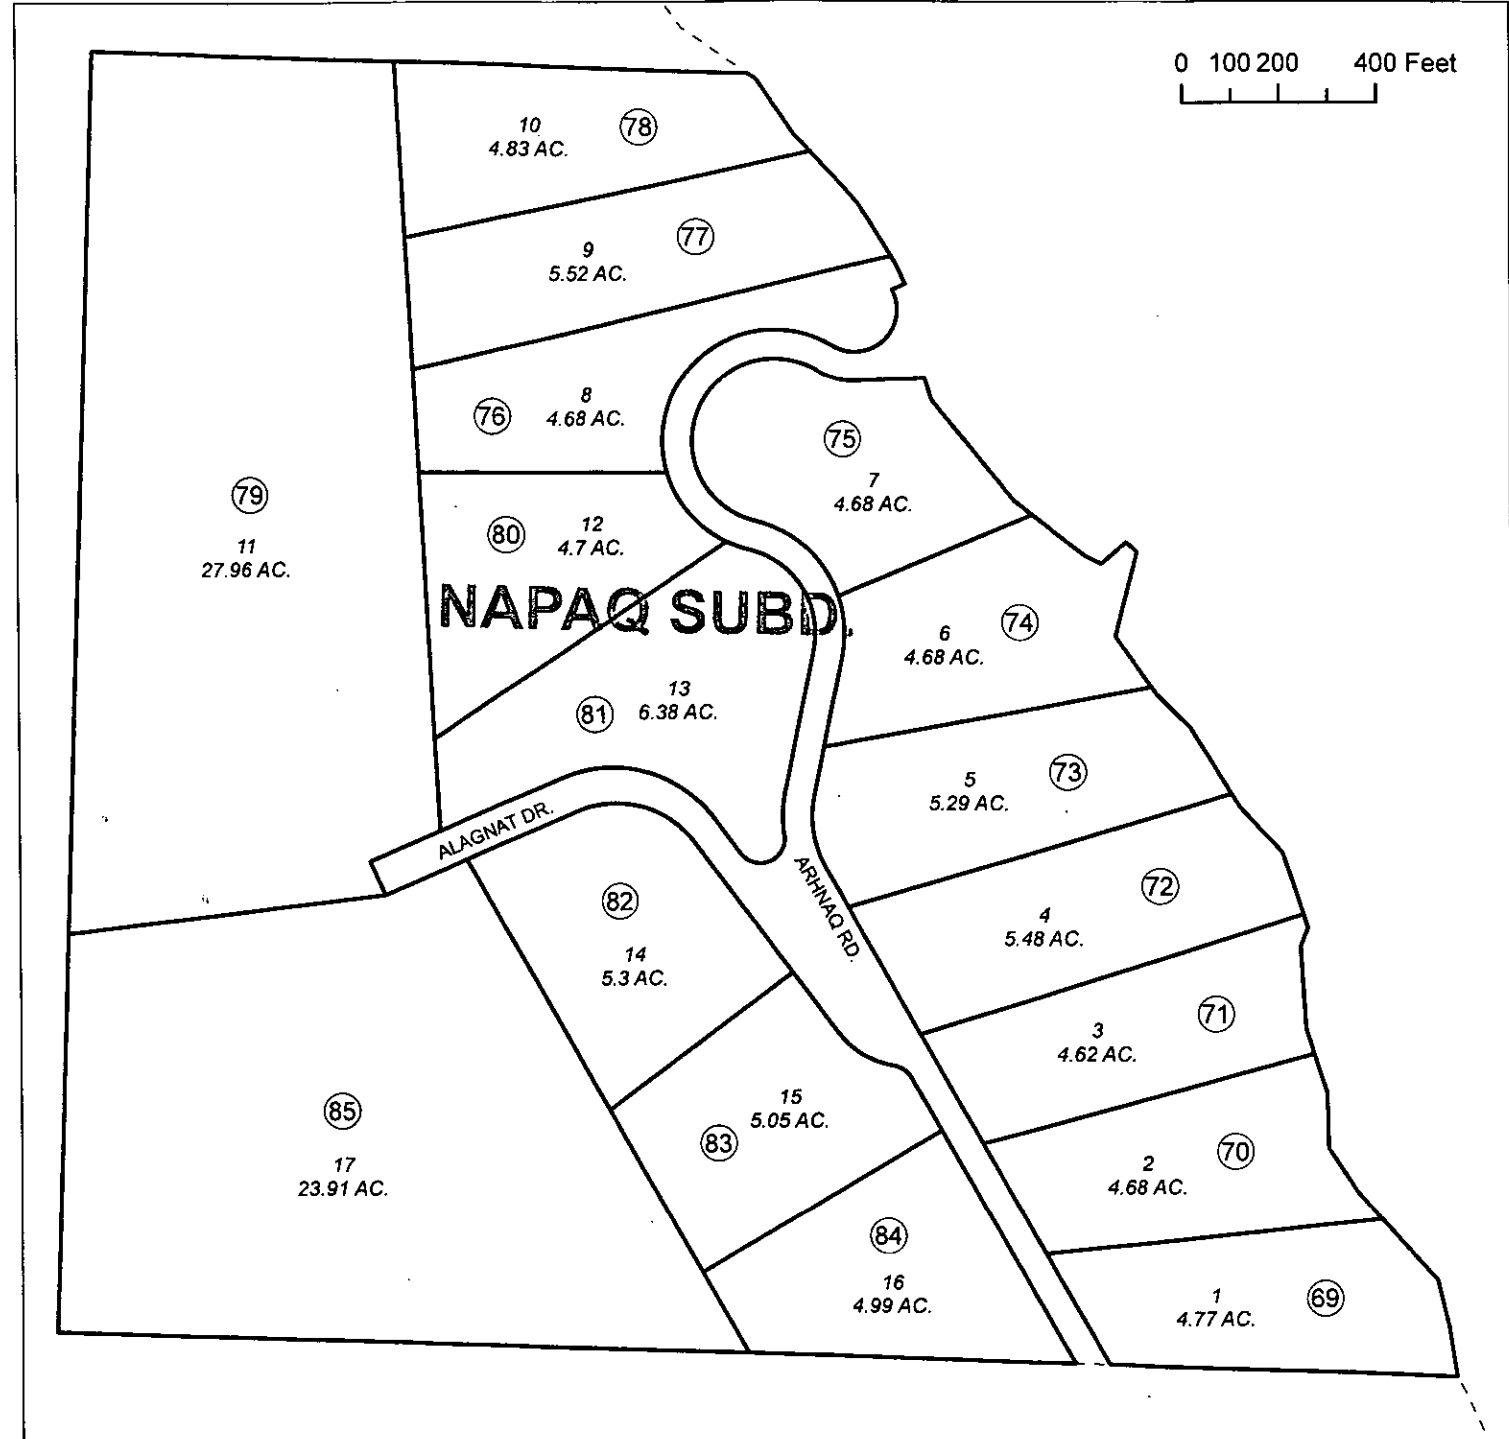 0 100 200 400 Feet
10
4.83 AC.
78
9
5.52 AC.
77
8
4.68 AC.
76
75
7
4.68 AC.
79
11
27.96 AC.
80
12
4.7 AC.
NAPAQ SUBD.
6
4.68 AC.
74
13
6.38 AC.
81
5
5.29 AC.
73
ALAGNAT DR.
ARHNAQ RD.
82
14
5.3 AC.
4
5.48 AC.
72
3
4.62 AC.
71
85
17
23.91 AC.
15
5.05 AC.
83
2
4.68 AC.
70
84
16
4.99 AC.
1
4.77 AC.
69